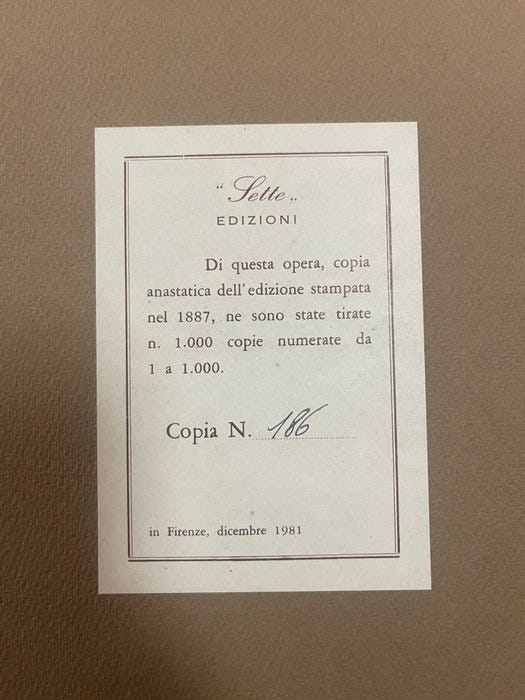 “Sette„
EDIZIONI
Di questa opera, copia
anastatica dell'edizione stampata
nel 1887, ne sono state tirate
n. 1.000 copie numerate da
1 a 1.000.
Copia N. 186
in Firenze, dicembre 1981